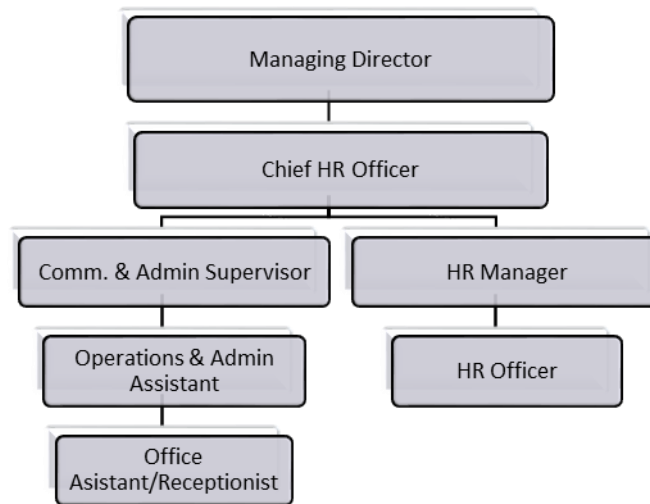 Managing Director
Chief HR Officer
Comm. & Admin Supervisor
HR Manager
Operations & Admin
Assistant
HR Officer
Office
Asistant/Receptionist